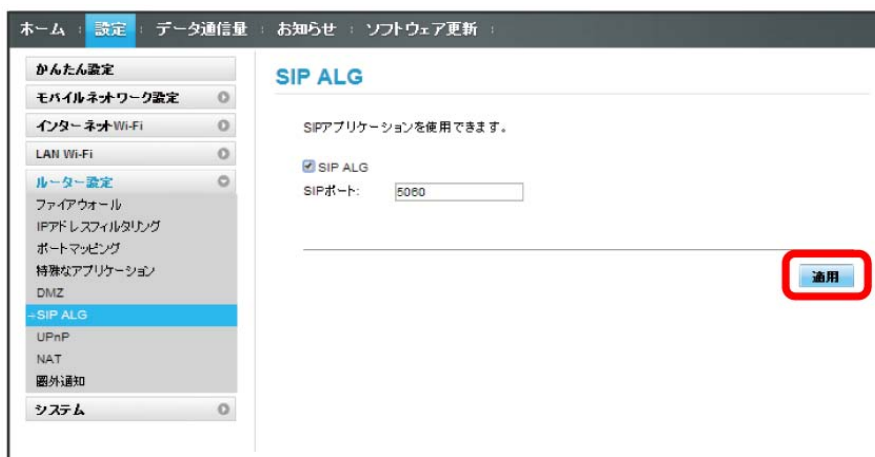 ホーム : 設定 : データ通信量 : お知らせ : ソフトウェア更新 :
かんたん設定
モバイルネットワーク設定
インターネットWi-Fi
LAN Wi-Fi
ルーター設定
ファイアウォール
IPアドレスフィルタリング
ポートマッピング
特殊なアプリケーション
DMZ
SIP ALG
UPnP
NAT
圏外通知
システム
SIP ALG
SIPアプリケーションを使用できます。
SIP ALG
SIPポート: 5060
適用